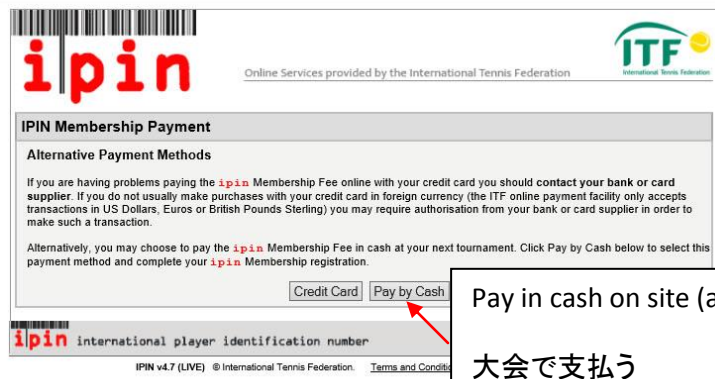 ipin
Online Services provided by the International Tennis Federation
ITF
International Tennis Federation
IPIN Membership Payment
Alternative Payment Methods
If you are having problems paying the ipin Membership Fee online with your credit card you should contact your bank or card
supplier. If you do not usually make purchases with your credit card in foreign currency (the ITF online payment facility only accepts
transactions in US Dollars, Euros or British Pounds Sterling) you may require authorisation from your bank or card supplier in order to
make such a transaction.
Alternatively, you may choose to pay the ipin Membership Fee in cash at your next tournament. Click Pay by Cash below to select this
payment method and complete your ipin Membership registration.
Credit Card Pay by Cash
Pay in cash on site (a
大会で支払う
ipin international player identification number
IPIN v4.7 (LIVE) © International Tennis Federation. Terms and Conditio